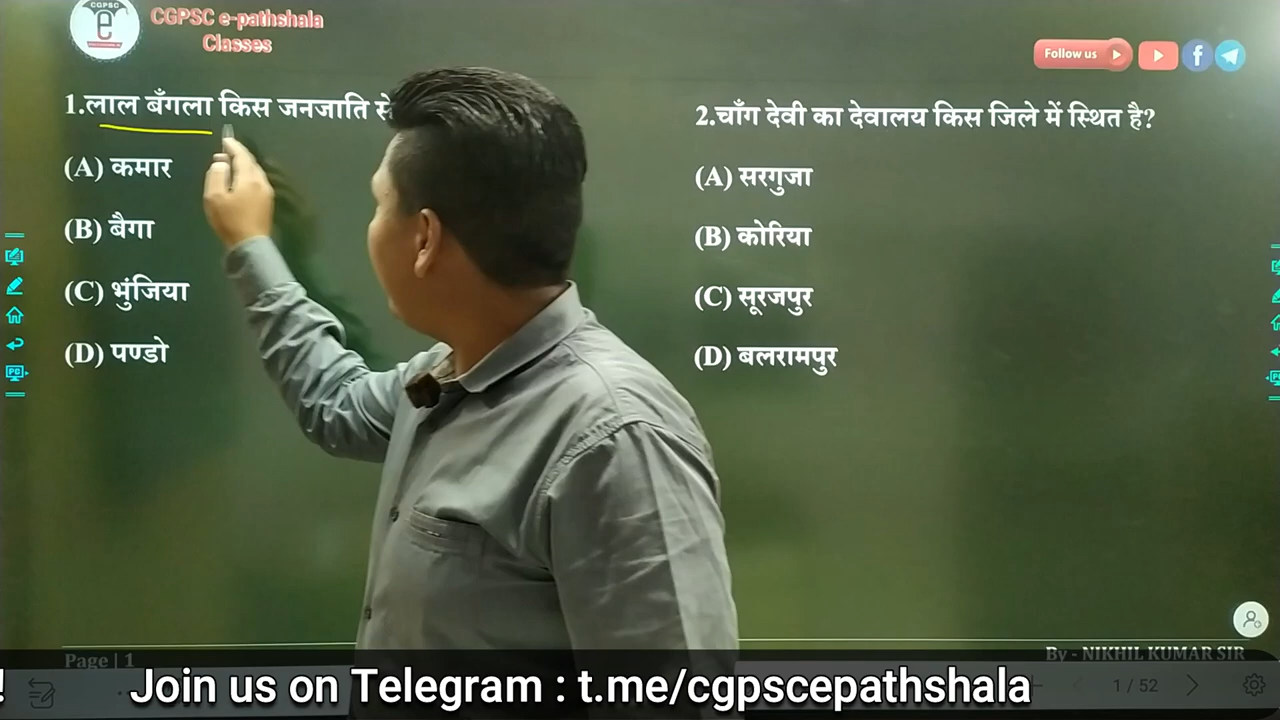 CGPSC
e
CGPSC e-pathshala
Classes
Follow us
1.लाल बँगला किस जनजाति से
(A) कमार
(B) बैगा
(C) भुंजिया
(D) पण्डो
2.चाँग देवी का देवालय किस जिले में स्थित है?
(A) सरगुजा
(B) कोरिया
(C) सूरजपुर
(D) बलरामपुर
Page | 1
By - NIKHIL KUMAR SIR
! Join us on Telegram : t.me/cgpscepathshala
1 / 52